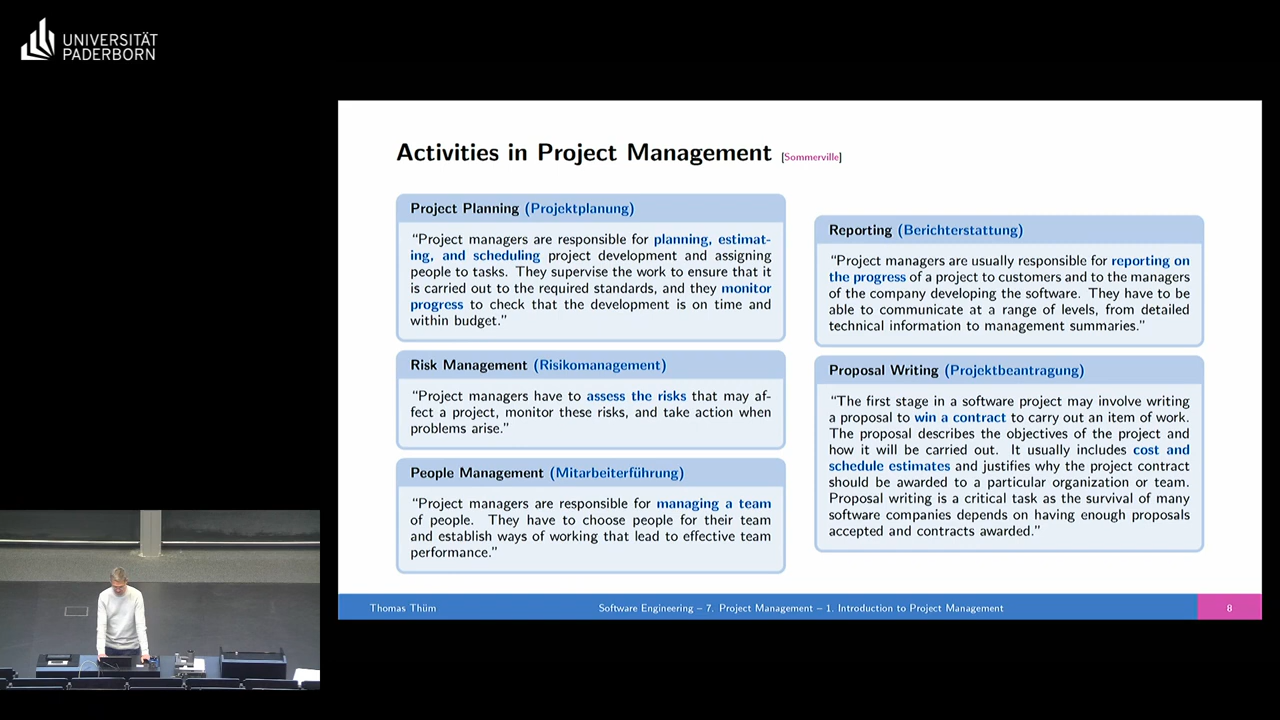 UNIVERSITÄT
PADERBORN
Activities in Project Management [Sommerville]
Project Planning (Projektplanung)
“Project managers are responsible for planning, estimat-
ing, and scheduling project development and assigning
people to tasks. They supervise the work to ensure that it
is carried out to the required standards, and they monitor
progress to check that the development is on time and
within budget.”
Risk Management (Risikomanagement)
“Project managers have to assess the risks that may af-
fect a project, monitor these risks, and take action when
problems arise.”
People Management (Mitarbeiterführung)
“Project managers are responsible for managing a team
of people. They have to choose people for their team
and establish ways of working that lead to effective team
performance.”
Reporting (Berichterstattung)
“Project managers are usually responsible for reporting on
the progress of a project to customers and to the managers
of the company developing the software. They have to be
able to communicate at a range of levels, from detailed
technical information to management summaries.”
Proposal Writing (Projektbeantragung)
“The first stage in a software project may involve writing
a proposal to win a contract to carry out an item of work.
The proposal describes the objectives of the project and
how it will be carried out. It usually includes cost and
schedule estimates and justifies why the project contract
should be awarded to a particular organization or team.
Proposal writing is a critical task as the survival of many
software companies depends on having enough proposals
accepted and contracts awarded.”
Thomas Thüm
Software Engineering – 7. Project Management – 1. Introduction to Project Management
8